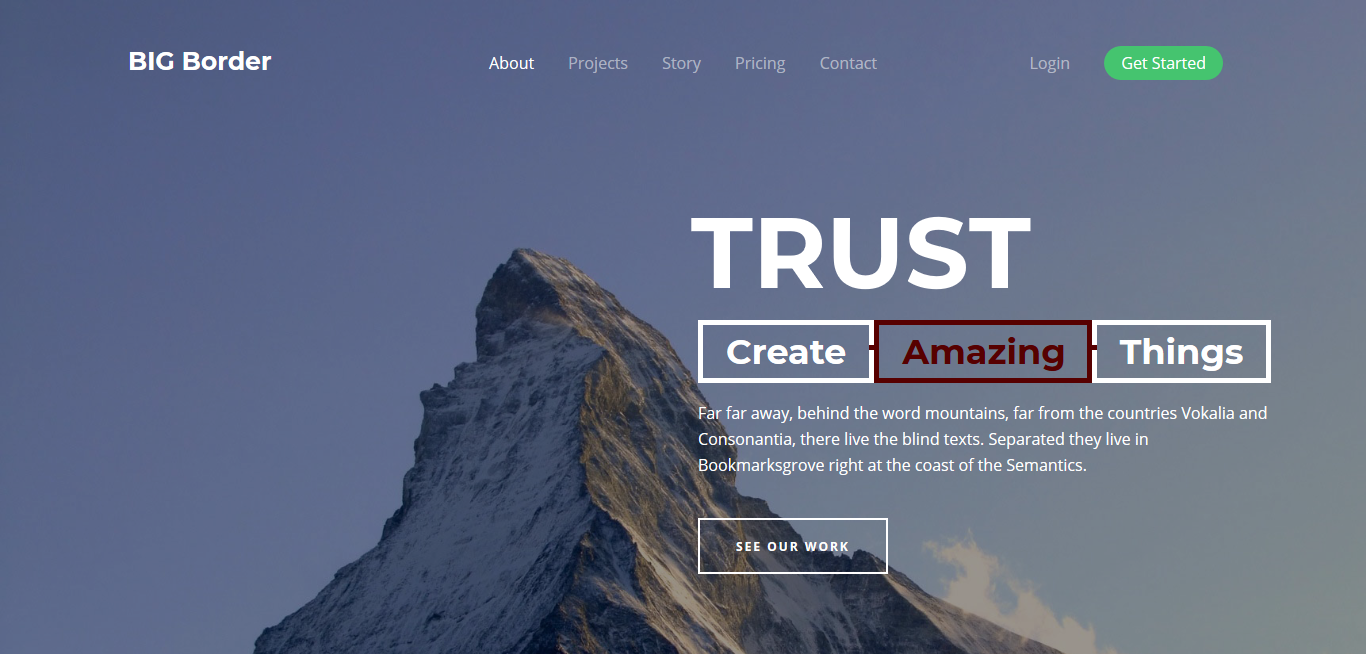 BIG Border
About Projects Story Pricing Contact
Login Get Started
TRUST
Create Amazing Things
Far far away, behind the word mountains, far from the countries Vokalia and
Consonantia, there live the blind texts. Separated they live in
Bookmarksgrove right at the coast of the Semantics.
SEE OUR WORK